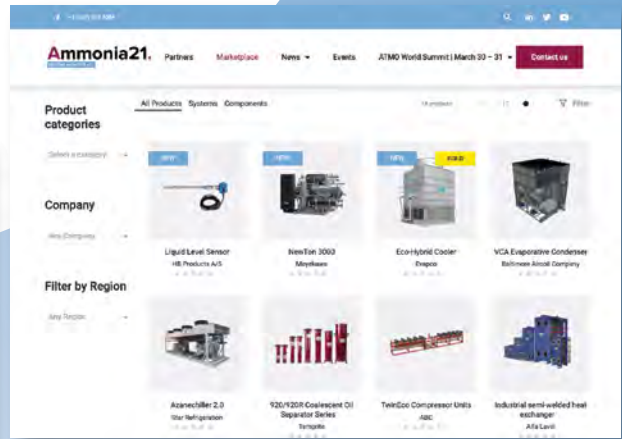 Ammonia21.
Partners
Marketplace
News
Events
ATMO World Summit | March 30 – 31
Contact us
Product
categories
All Products Systems Components
Filter
Select a category
Company
Any Company
Filter by Region
Any Region
NEW
NEW
NEW
Liquid Level Sensor
HB Products A/S
NewTon 3000
Mayekawa
Eco-Hybrid Cooler
Evapco
VCA Evaporative Condenser
Baltimore Aircoil Company
Azanechiller 2.0
Star Refrigeration
920/920R Coalescent Oil
Separator Series
Temprite
TwinEco Compressor Units
ABC
Industrial semi-welded heat
exchanger
Alfa Laval